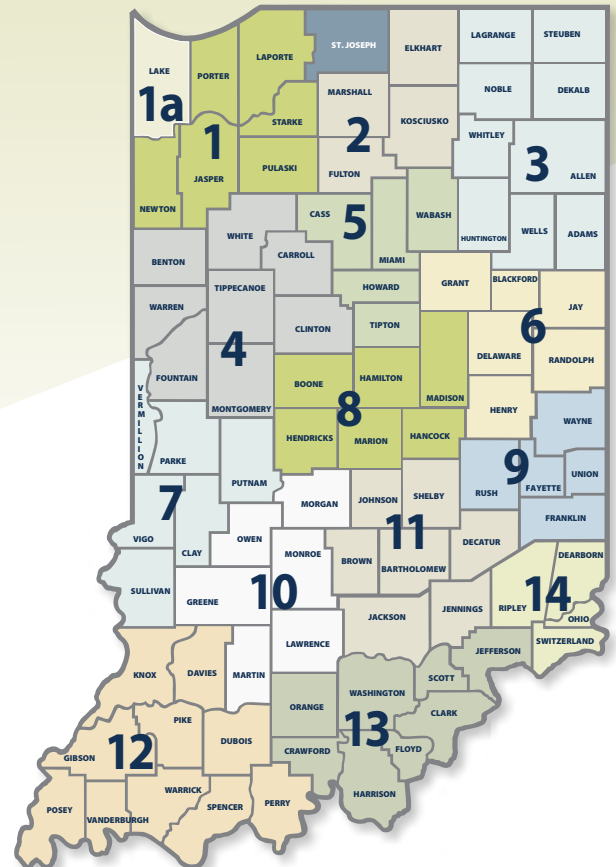 LAGRANGE
STEUBEN
ST. JOSEPH
ELKHART
LAPORTE
LAKE
PORTER
1a
NOBLE
DEKALB
MARSHALL
STARKE
KOSCIUSKO
1
2
WHITLEY
3
ALLEN
PULASKI
FULTON
JASPER
NEWTON
CASS
5
WABASH
WHITE
HUNTINGTON
WELLS
ADAMS
BENTON
CARROLL
MIAMI
TIPPECANOE
HOWARD
GRANT
BLACKFORD
JAY
WARREN
CLINTON
TIPTON
6
4
DELAWARE
RANDOLPH
FOUNTAIN
BOONE
HAMILTON
MADISON
VERMILLION
MONTGOMERY
8
HENRY
WAYNE
HENDRICKS
MARION
HANCOCK
PARKE
9
UNION
PUTNAM
RUSH
FAYETTE
7
MORGAN
JOHNSON
SHELBY
FRANKLIN
VIGO
CLAY
OWEN
MONROE
11
DECATUR
BROWN
BARTHOLOMEW
DEARBORN
SULLIVAN
10
GREENE
14
RIPLEY
JENNINGS
JACKSON
OHIO
LAWRENCE
SWITZERLAND
JEFFERSON
KNOX
DAVIES
MARTIN
SCOTT
WASHINGTON
ORANGE
CLARK
PIKE
13
DUBOIS
12
CRAWFORD
FLOYD
GIBSON
WARRICK
HARRISON
SPENCER
PERRY
POSEY
VANDERBURGH